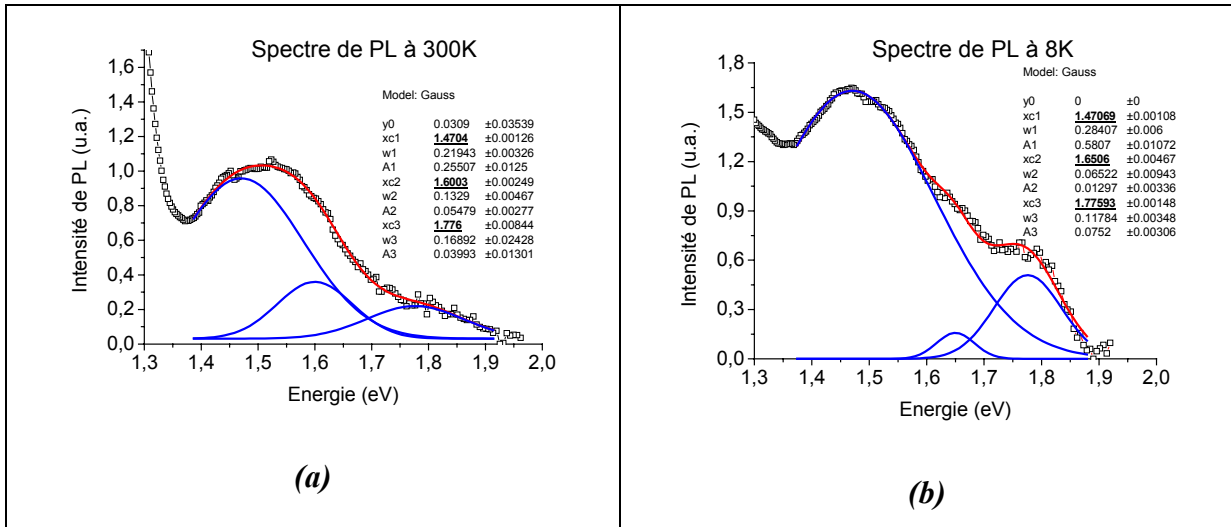 Spectre de PL à 300K
Model: Gauss
y0 0.0309 ±0.03539
xc1 1.4704 ±0.00126
w1 0.21943 ±0.00326
A1 0.25507 ±0.0125
xc2 1.6003 ±0.00249
w2 0.1329 ±0.00467
A2 0.05479 ±0.00277
xc3 1.776 ±0.00844
w3 0.16892 ±0.02428
A3 0.03993 ±0.01301
Intensité de PL (u.a.)
1,6
1,4
1,2
1,0
0,8
0,6
0,4
0,2
0,0
1,3 1,4 1,5 1,6 1,7 1,8 1,9 2,0
Energie (eV)
(a)
Spectre de PL à 8K
Model: Gauss
y0 0 ±0
xc1 1.47069 ±0.00108
w1 0.28407 ±0.006
A1 0.5807 ±0.01072
xc2 1.6506 ±0.00467
w2 0.06522 ±0.00943
A2 0.01297 ±0.00336
xc3 1.77593 ±0.00148
w3 0.11784 ±0.00348
A3 0.0752 ±0.00306
Intensité de PL (u.a.)
1,8
1,5
1,2
0,9
0,6
0,3
0,0
1,3 1,4 1,5 1,6 1,7 1,8 1,9 2,0
Energie (eV)
(b)